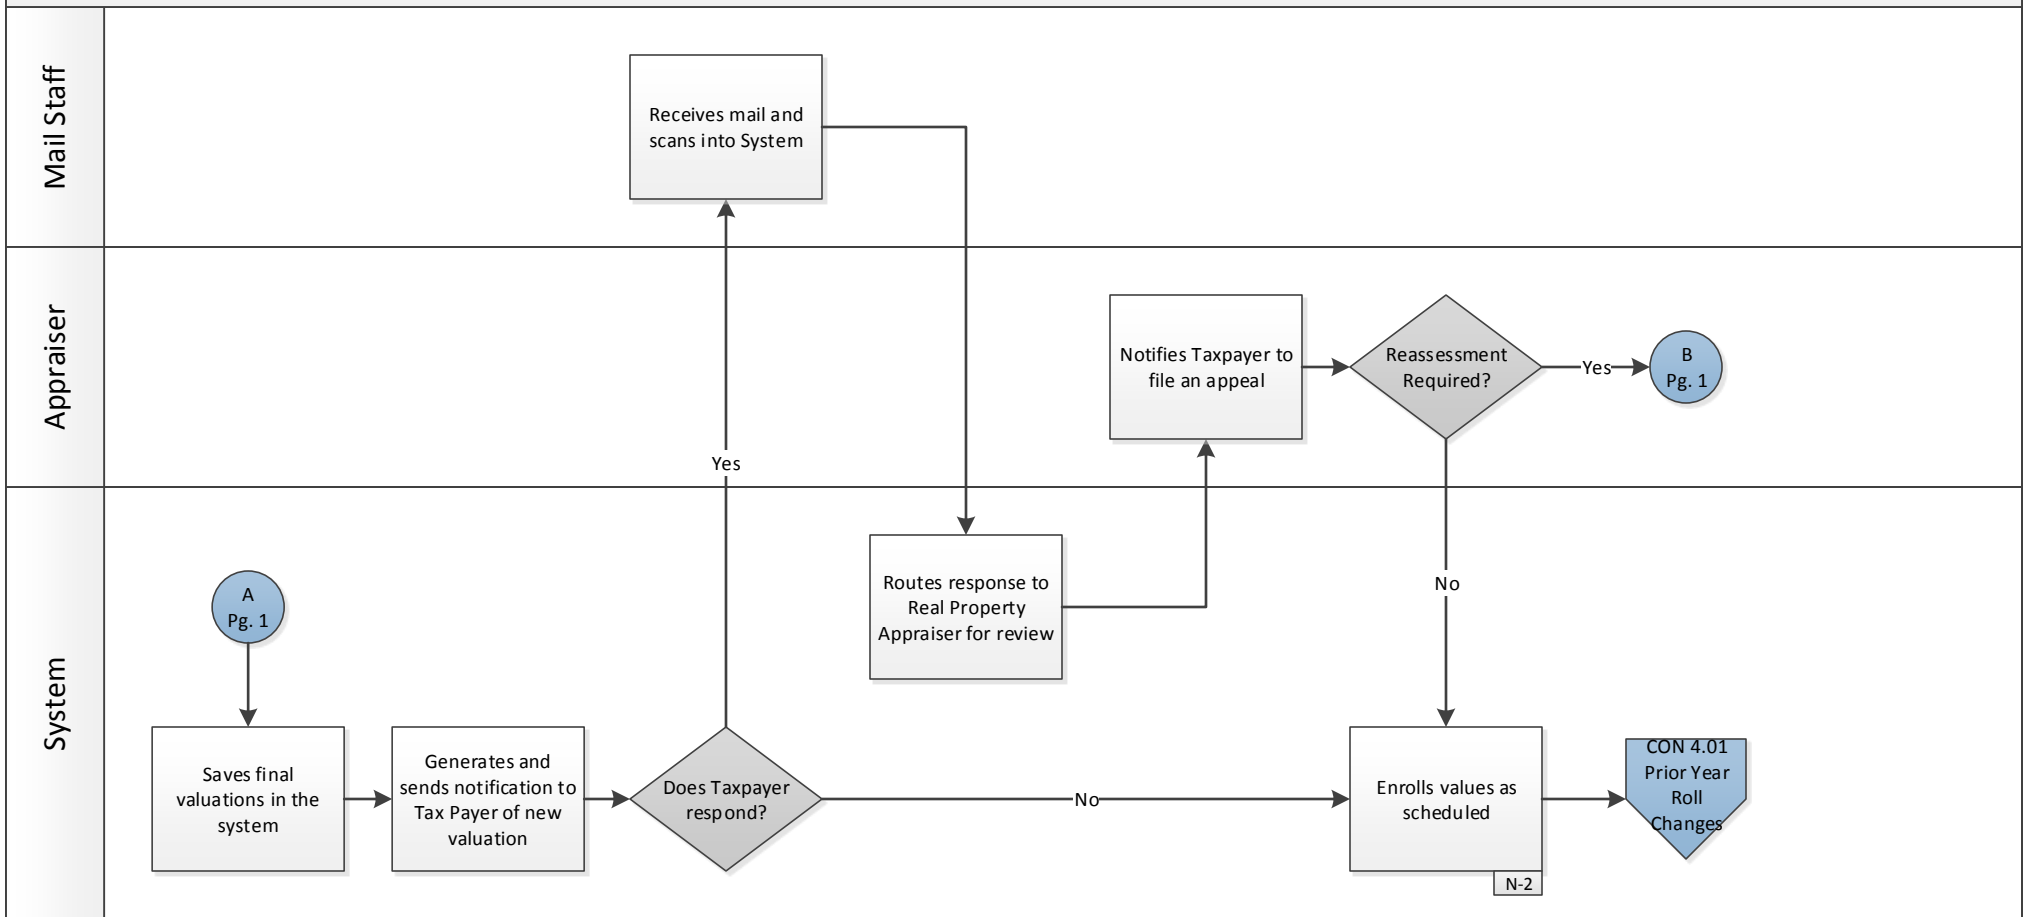 Mail Staff
Receives mail and
scans into System
Appraiser
Notifies Taxpayer to
file an appeal
Reassessment
Required?
Yes
B
Pg. 1
Yes
System
A
Pg. 1
Routes response to
Real Property
Appraiser for review
No
Saves final
valuations in the
system
Generates and
sends notification to
Tax Payer of new
valuation
Does Taxpayer
respond?
No
Enrolls values as
scheduled
N-2
CON 4.01
Prior Year
Roll
Changes